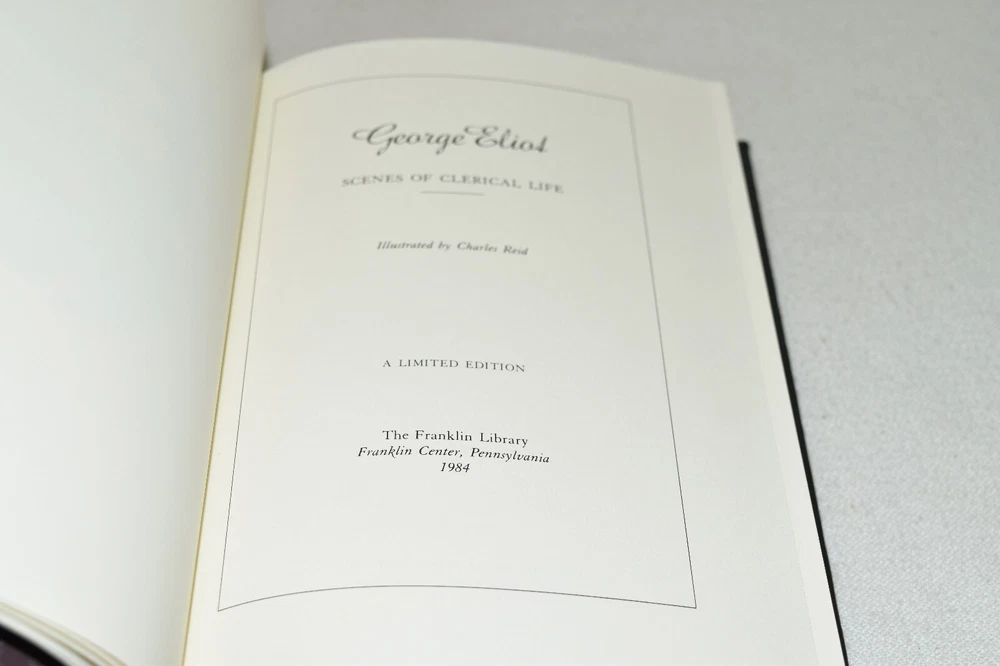 George Eliot
SCENES OF CLERICAL LIFE
Illustrated by Charles Reid
A LIMITED EDITION
The Franklin Library
Franklin Center, Pennsylvania
1984